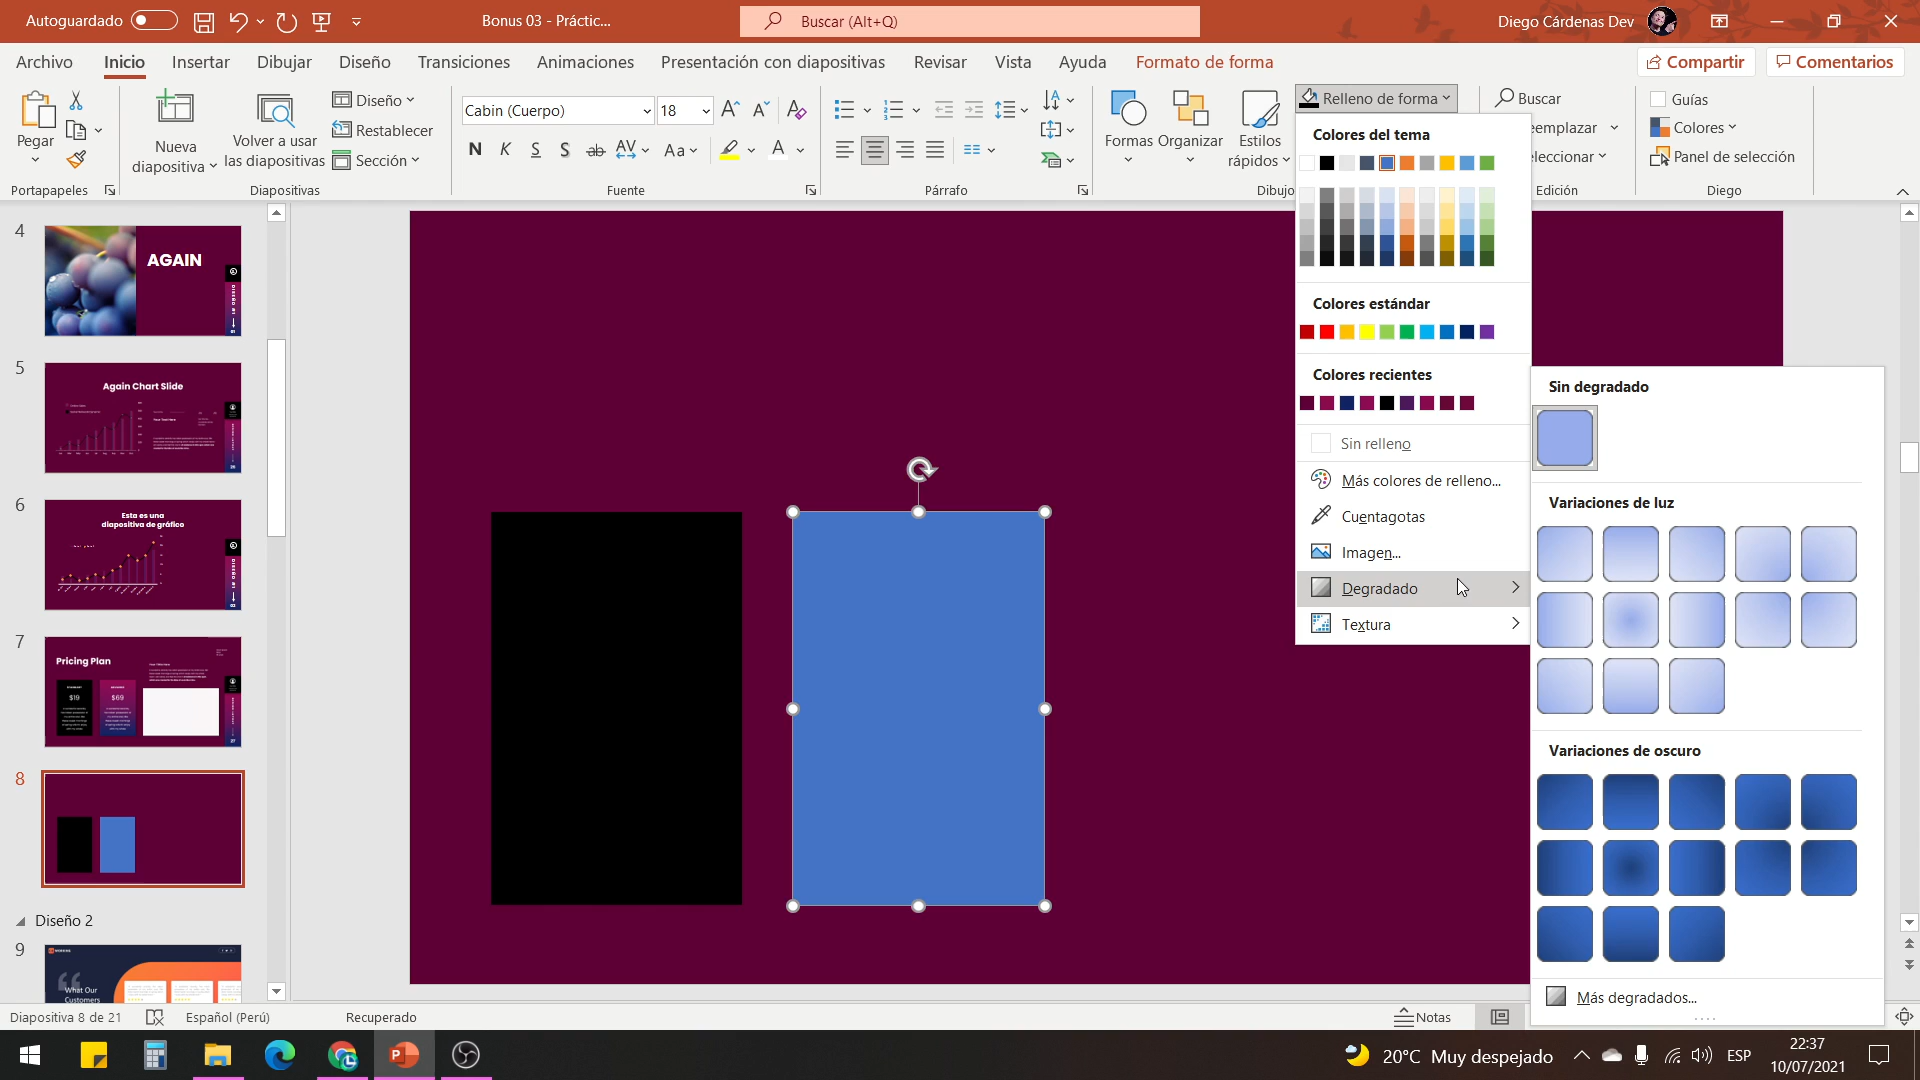 Autoguardado
Bonus 03 - Práctic...
Buscar (Alt+Q)
Diego Cárdenas Dev
Archivo
Inicio
Insertar
Dibujar
Diseño
Transiciones
Animaciones
Presentación con diapositivas
Revisar
Vista
Ayuda
Formato de forma
Compartir
Comentarios
Pegar
Nueva
diapositiva
Volver a usar
las diapositivas
Diseño
Restablecer
Sección
Cabin (Cuerpo)
18
N K S S ab AV Aa A
Formas
Organizar
Estilos
rápidos
Relleno de forma
Buscar
eemplazar
eleccionar
Guías
Colores
Panel de selección
Portapapeles
Diapositivas
Fuente
Párrafo
Dibujo
Edición
Diego
Colores del tema
Colores estándar
Colores recientes
Sin relleno
Más colores de relleno...
Cuentagotas
Imagen...
Degradado
Textura
Sin degradado
Variaciones de luz
Variaciones de oscuro
Más degradados...
4
AGAIN
5
Again Chart Slide
6
Esta es una
diapositiva de gráfico
7
Pricing Plan
$19
$69
8
Diseño 2
9
What Our
Customers
Diapositiva 8 de 21
Español (Perú)
Recuperado
Notas
20°C Muy despejado
ESP
22:37
10/07/2021